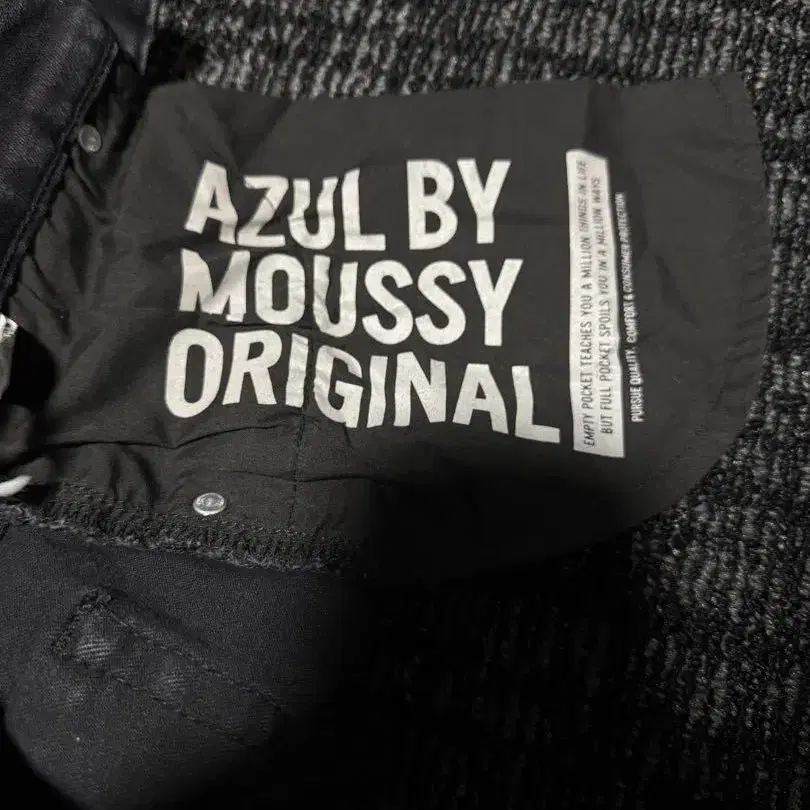 AZUL BY
MOUSSY
ORIGINAL
EMPTY POCKET TEACHES YOU A MILLION THINGS IN LIFE
BUT FULL POCKET SPOILS YOU IN A MILLION WAYS
PURSUE QUALITY, COMFORT & CONSUMER PROTECTION